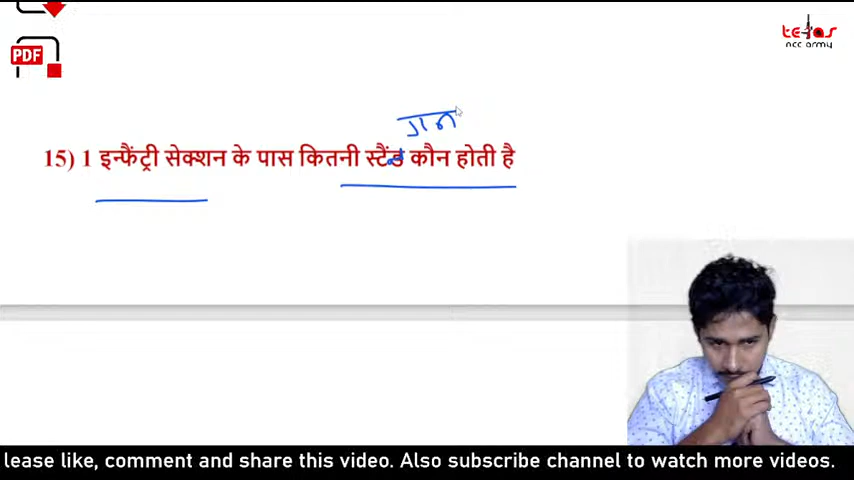 PDF
tejas
ncc army
गन
15) 1 इन्फैंट्री सेक्शन के पास कितनी स्टैंड कौन होती है
lease like, comment and share this video. Also subscribe channel to watch more videos.